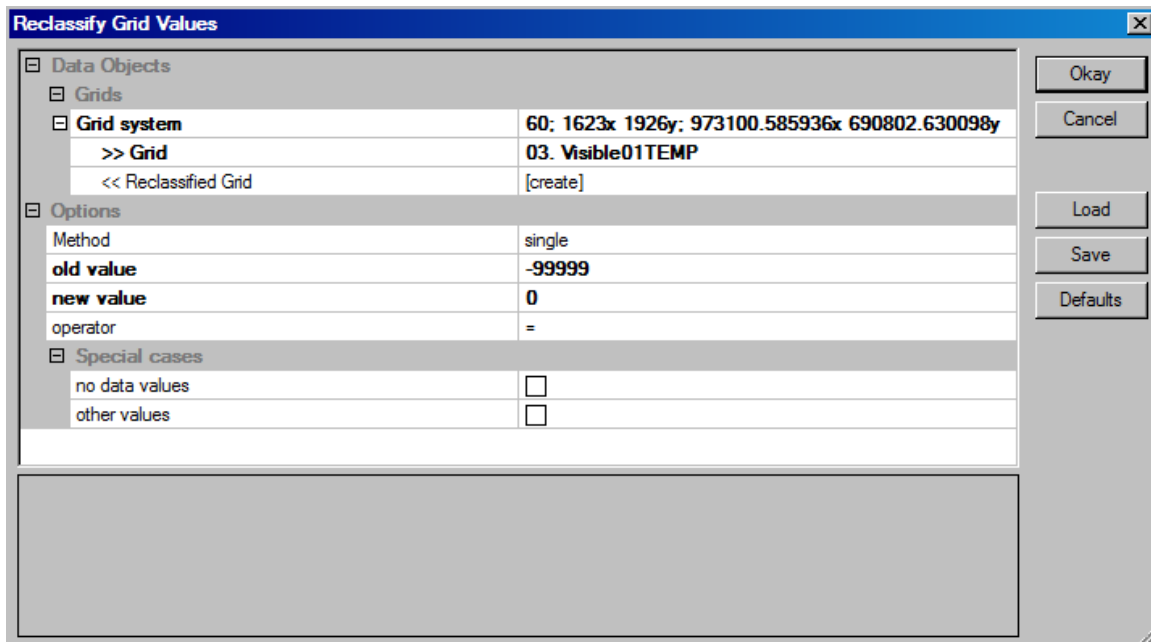 Reclassify Grid Values
Data Objects
Grids
Grid system 60; 1623x 1926y; 973100.585936x 690802.630098y
>> Grid 03. Visible01TEMP
<< Reclassified Grid [create]
Options
Method single
old value -99999
new value 0
operator =
Special cases
no data values
other values
Okay
Cancel
Load
Save
Defaults